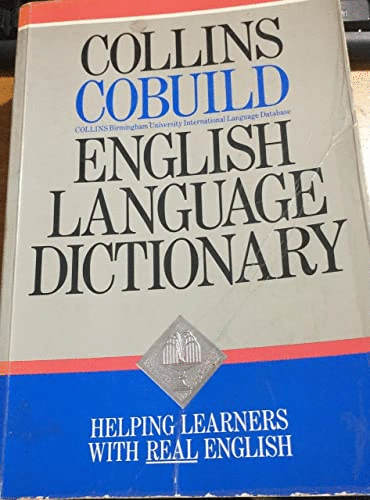 COLLINS
COBUILD
COLLINS Birmingham University International Language Database
ENGLISH
LANGUAGE
DICTIONARY
HELPING LEARNERS
WITH REAL ENGLISH